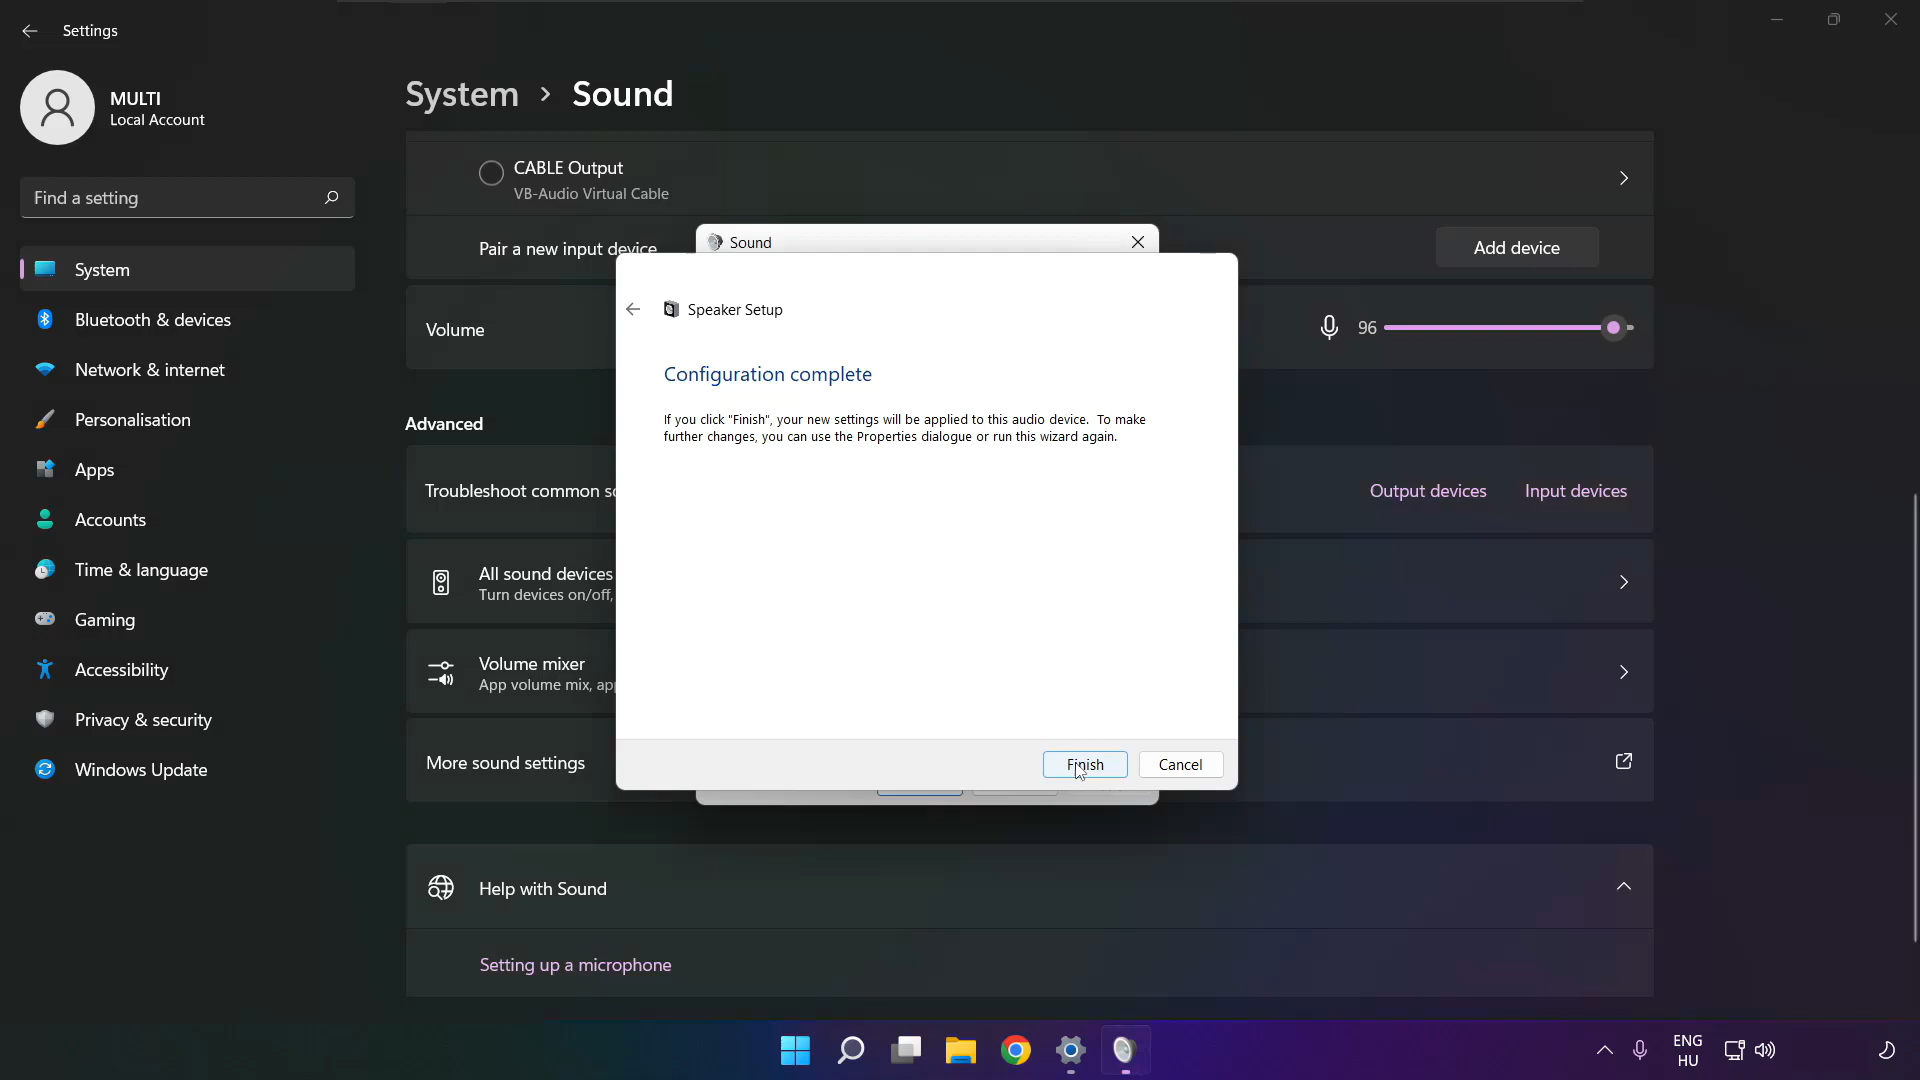 Settings
MULTI
Local Account
Find a setting
System
Bluetooth & devices
Network & internet
Personalisation
Apps
Accounts
Time & language
Gaming
Accessibility
Privacy & security
Windows Update
System > Sound
CABLE Output
VB-Audio Virtual Cable
Pair a new input device
Add device
Volume
96
Advanced
Troubleshoot common
Output devices
Input devices
All sound devices
Turn devices on/off,
Volume mixer
App volume mix,
More sound settings
Help with Sound
Setting up a microphone
Sound
Speaker Setup
Configuration complete
If you click "Finish", your new settings will be applied to this audio device. To make
further changes, you can use the Properties dialogue or run this wizard again.
Finish
Cancel
ENG
HU